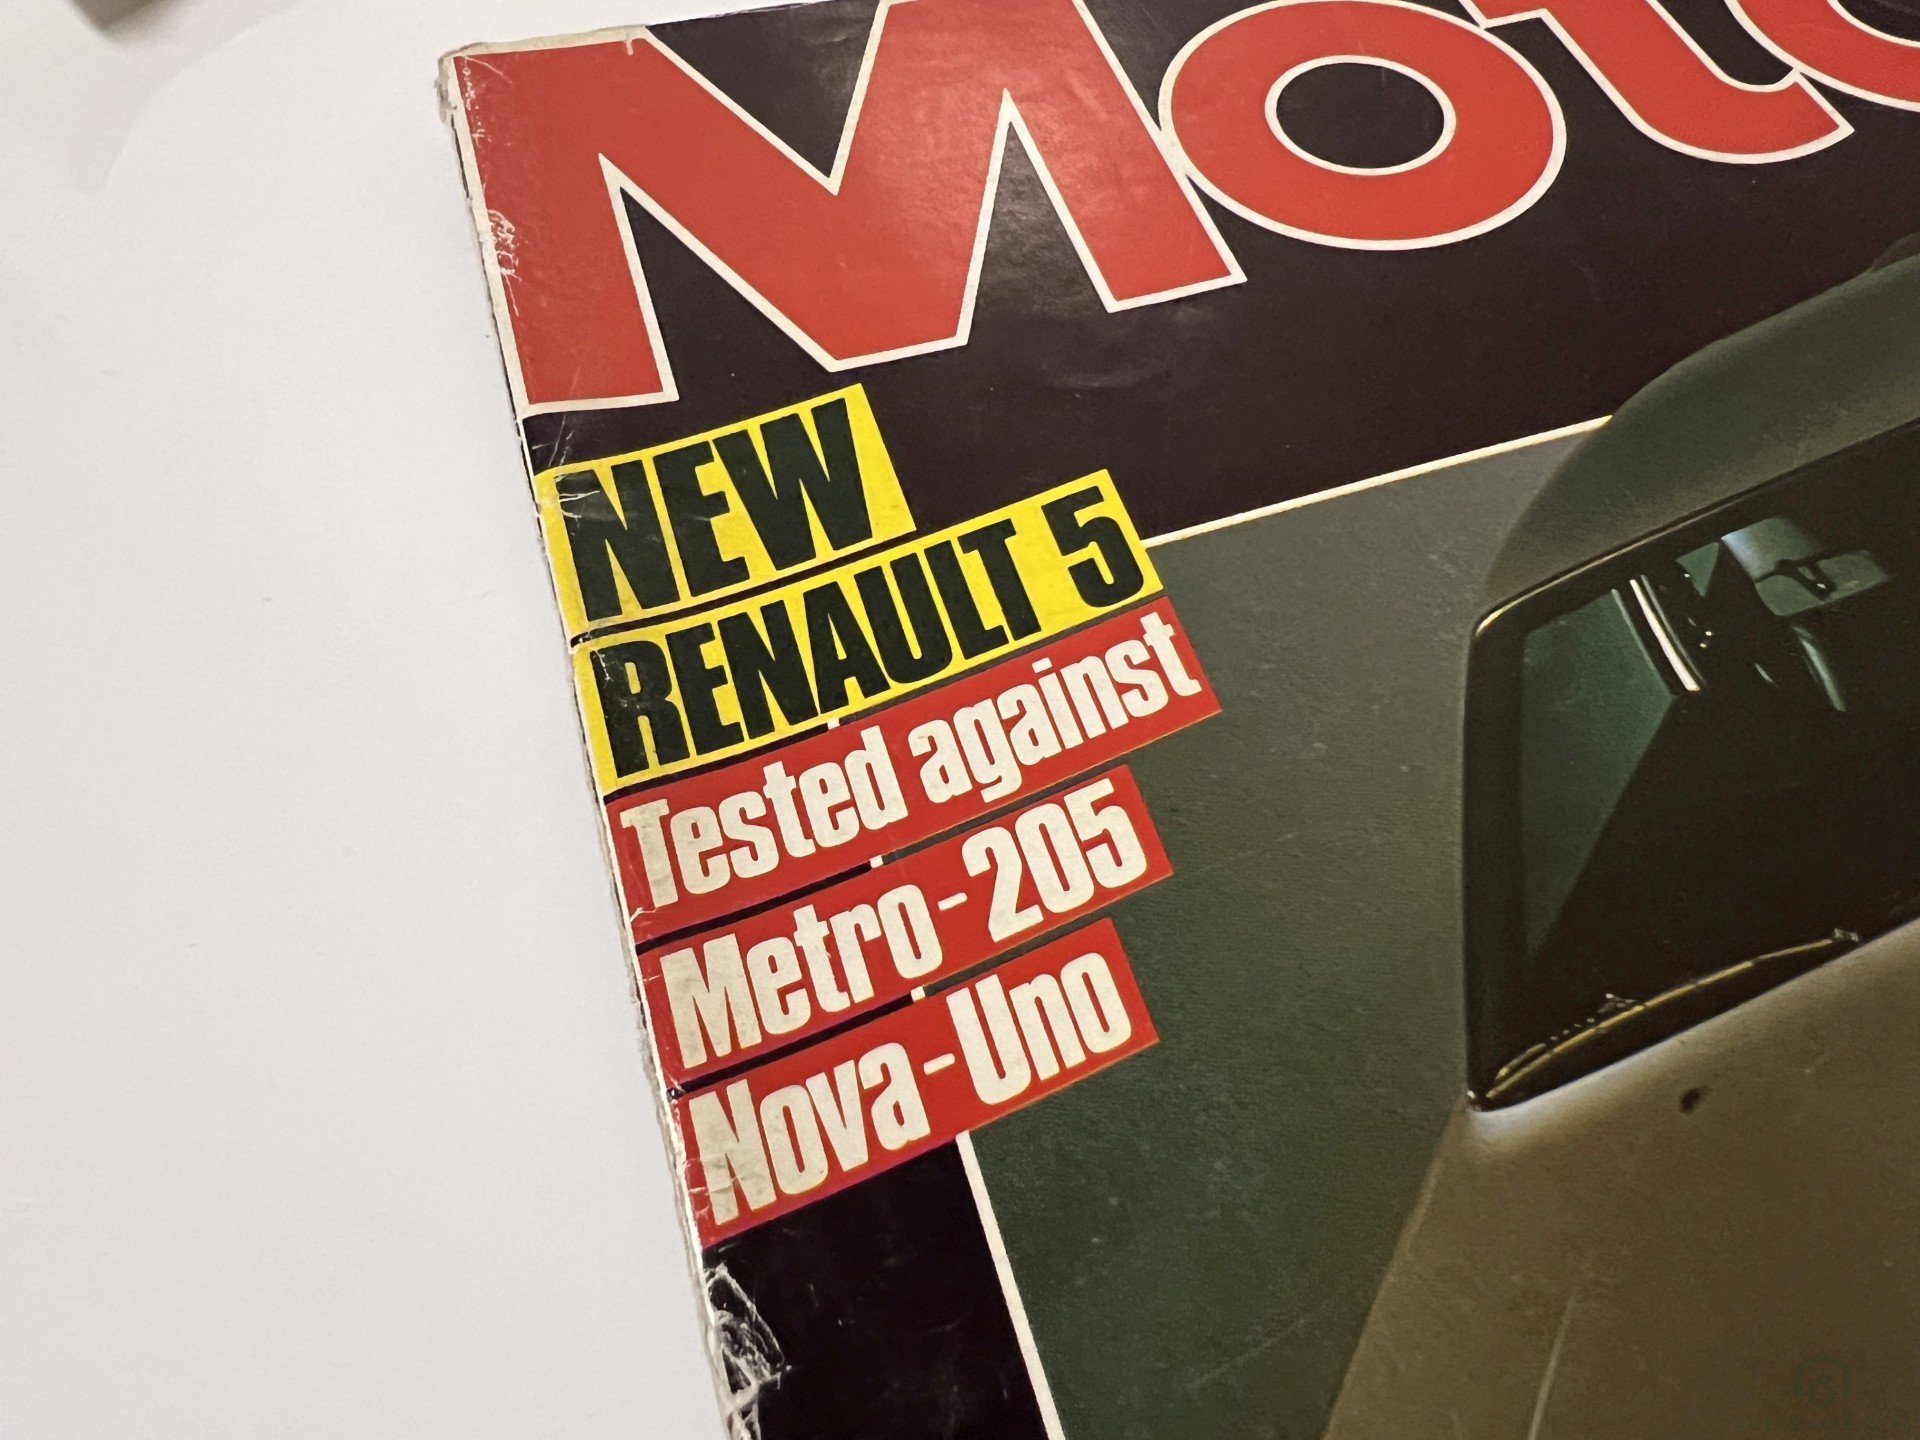 Moto
NEW
RENAULT 5
Tested against
Metro-205
Nova-Uno